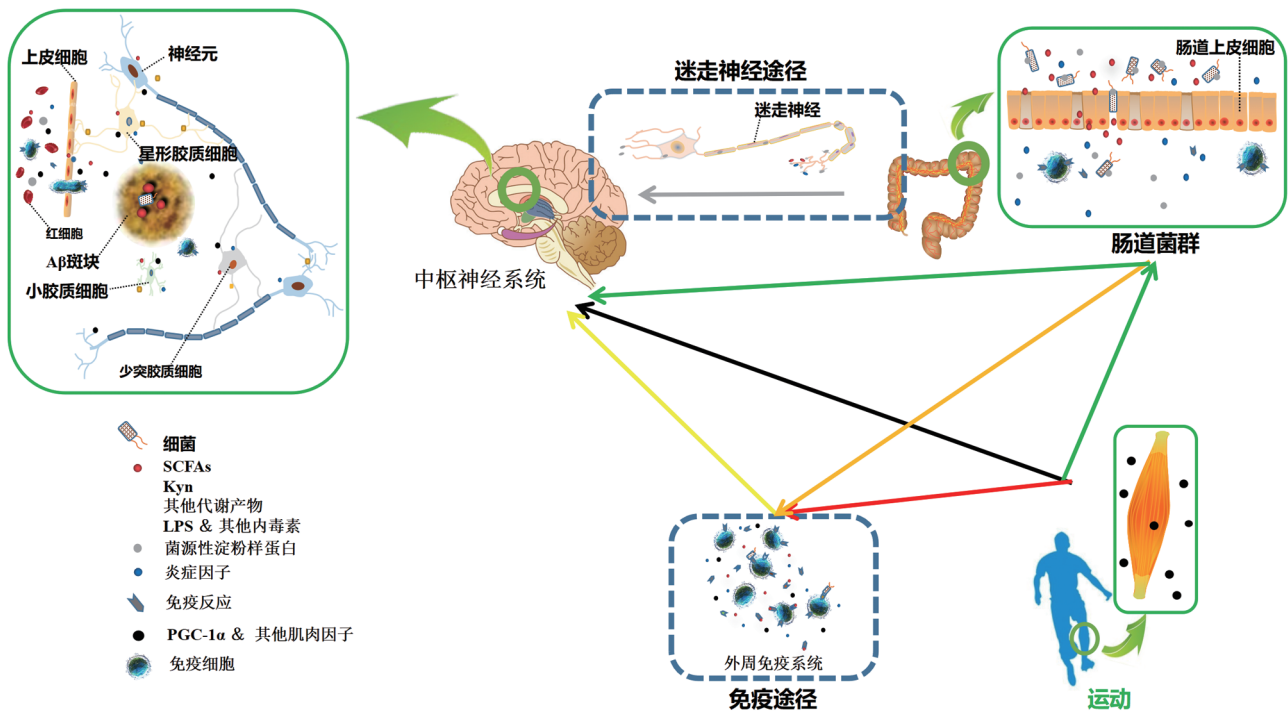 上皮细胞
神经元
星形胶质细胞
红细胞
Aβ斑块
小胶质细胞
少突胶质细胞
迷走神经途径
迷走神经
中枢神经系统
肠道上皮细胞
肠道菌群
细菌
SCFAs
Kyn
其他代谢产物
LPS & 其他内毒素
菌源性淀粉样蛋白
炎症因子
免疫反应
PGC-1α & 其他肌肉因子
免疫细胞
外周免疫系统
免疫途径
运动